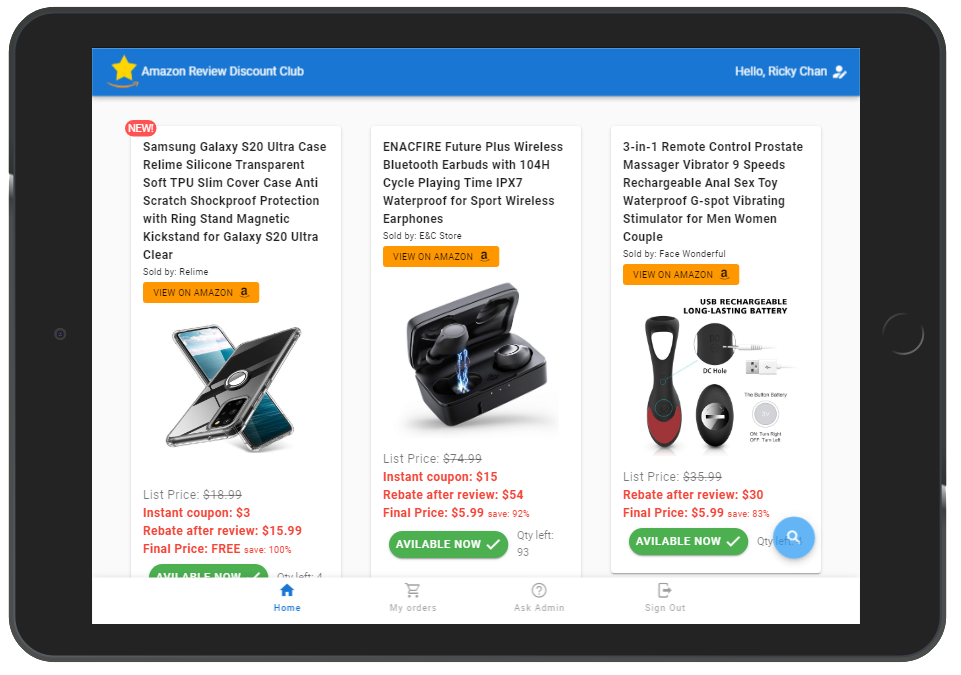 Amazon Review Discount Club
Hello, Ricky Chan
NEW!
Samsung Galaxy S20 Ultra Case
Relime Silicone Transparent
Soft TPU Slim Cover Case Anti
Scratch Shockproof Protection
with Ring Stand Magnetic
Kickstand for Galaxy S20 Ultra
Clear
Sold by: Relime
VIEW ON AMAZON
List Price: $18.99
Instant coupon: $3
Rebate after review: $15.99
Final Price: FREE save: 100%
AVILABLE NOW
Qty left: 4
ENACFIRE Future Plus Wireless
Bluetooth Earbuds with 104H
Cycle Playing Time IPX7
Waterproof for Sport Wireless
Earphones
Sold by: E&C Store
VIEW ON AMAZON
List Price: $74.99
Instant coupon: $15
Rebate after review: $54
Final Price: $5.99 save: 92%
AVILABLE NOW
Qty left:
93
3-in-1 Remote Control Prostate
Massager Vibrator 9 Speeds
Rechargeable Anal Sex Toy
Waterproof G-spot Vibrating
Stimulator for Men Women
Couple
Sold by: Face Wonderful
VIEW ON AMAZON
USB RECHARGEABLE
LONG-LASTING BATTERY
DC Hole
The Button Battery
ON: Turn Right
OFF: Turn Left
List Price: $35.99
Rebate after review: $30
Final Price: $5.99 save: 83%
AVILABLE NOW
Home
My orders
Ask Admin
Sign Out